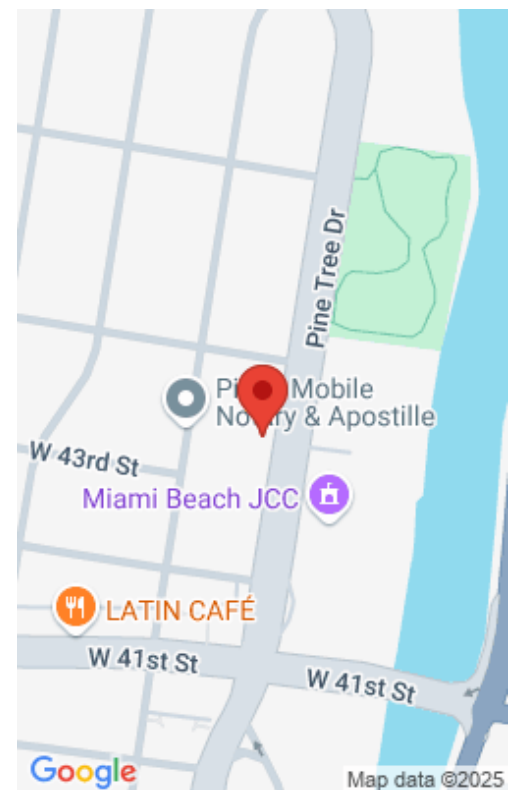 Pine Tree Dr
Mobile
Notary & Apostille
W 43rd St
Miami Beach JCC
LATIN CAFÉ
W 41st St
W 41st St
Google
Map data ©2025